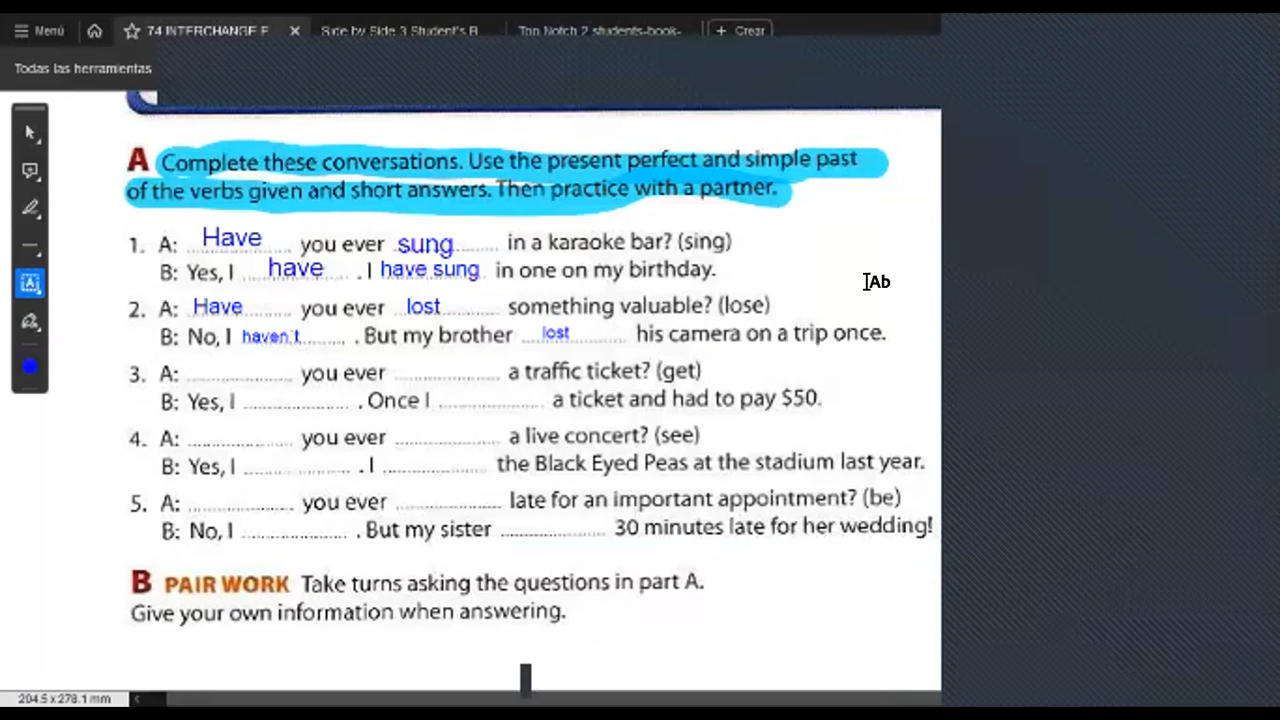 Menú 74 INTERCHANGE F Side by Side 3 Student's B Top Notch 2 students-book- + Crear
Todas las herramientas
A Complete these conversations. Use the present perfect and simple past
of the verbs given and short answers. Then practice with a partner.
1. A: Have you ever sung in a karaoke bar? (sing)
B: Yes, I have . I have sung in one on my birthday.
Ab
2. A: Have you ever lost something valuable? (lose)
B: No, I haven't . But my brother lost his camera on a trip once.
3. A: you ever a traffic ticket? (get)
B: Yes, I . Once I a ticket and had to pay $50.
4. A: you ever a live concert? (see)
B: Yes, I . I the Black Eyed Peas at the stadium last year.
5. A: you ever late for an important appointment? (be)
B: No, I . But my sister 30 minutes late for her wedding!
B PAIR WORK Take turns asking the questions in part A.
Give your own information when answering.
204.5 x 278.1 mm